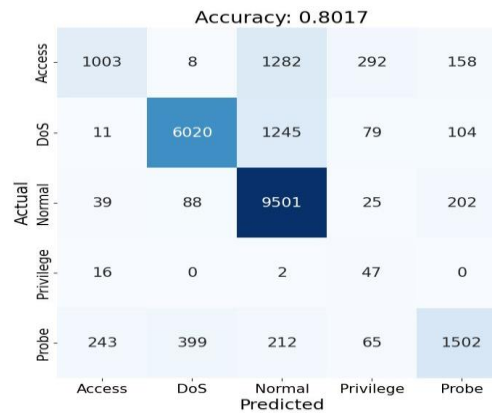 Accuracy: 0.8017
Access 1003 8 1282 292 158
DoS 11 6020 1245 79 104
Actual
Normal 39 88 9501 25 202
Privilege 16 0 2 47 0
Probe 243 399 212 65 1502
Access DoS Normal Privilege Probe
Predicted